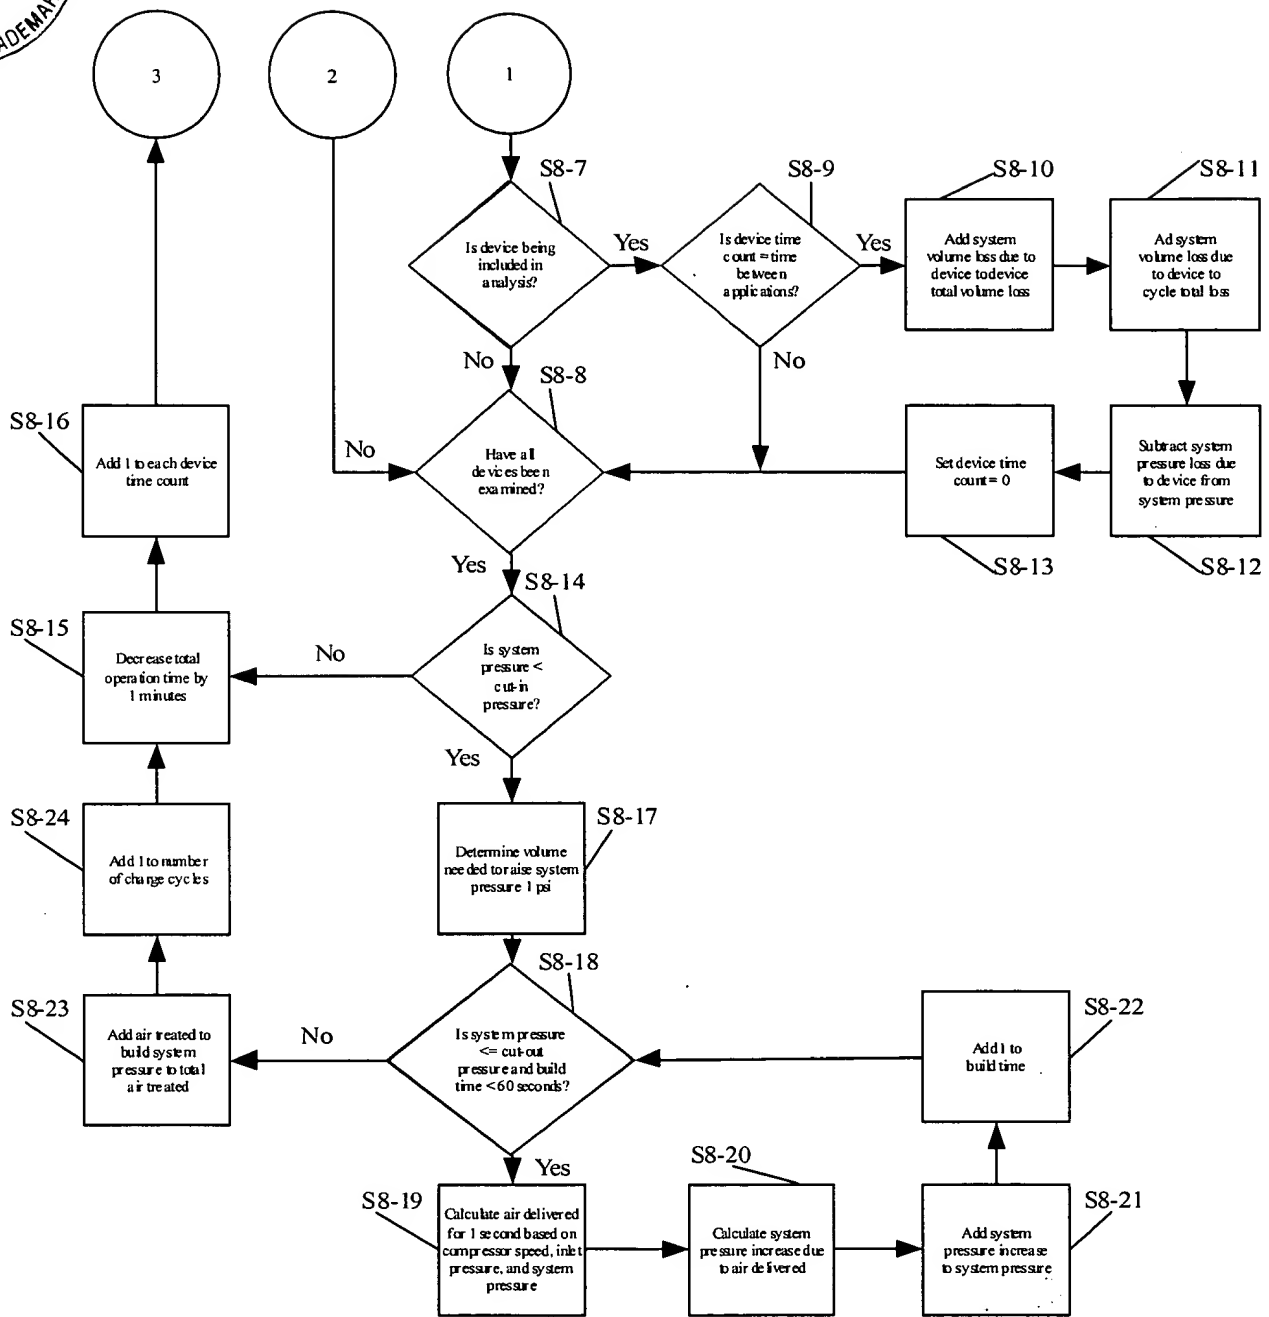 3
2
1
S8-7
S8-9
S8-10
S8-11
Is device being
included in
analysis?
Yes
Is device time
count = time
between
applications?
Yes
Add system
volume loss due to
device to device
total volume loss
Ad system
volume loss due
to device to
cycle total loss
No
No
S8-8
S8-16
Add 1 to each device
time count
No
Have all
devices been
examined?
Set device time
count = 0
Subtract system
pressure loss due
to device from
system pressure
S8-13
S8-12
Yes
S8-14
S8-15
Decrease total
operation time by
1 minutes
No
Is system
pressure <
cut-in
pressure?
Yes
S8-24
Add 1 to number
of charge cycles
S8-17
Determine volume
needed to raise system
pressure 1 psi
S8-18
S8-23
Add air treated to
build system
pressure to total
air treated
No
Is system pressure
<= cut-out
pressure and build
time < 60 seconds?
S8-22
Add 1 to
build time
Yes
S8-19
Calculate air delivered
for 1 second based on
compressor speed, inlet
pressure, and system
pressure
S8-20
Calculate system
pressure increase due
to air delivered
S8-21
Add system
pressure increase
to system pressure